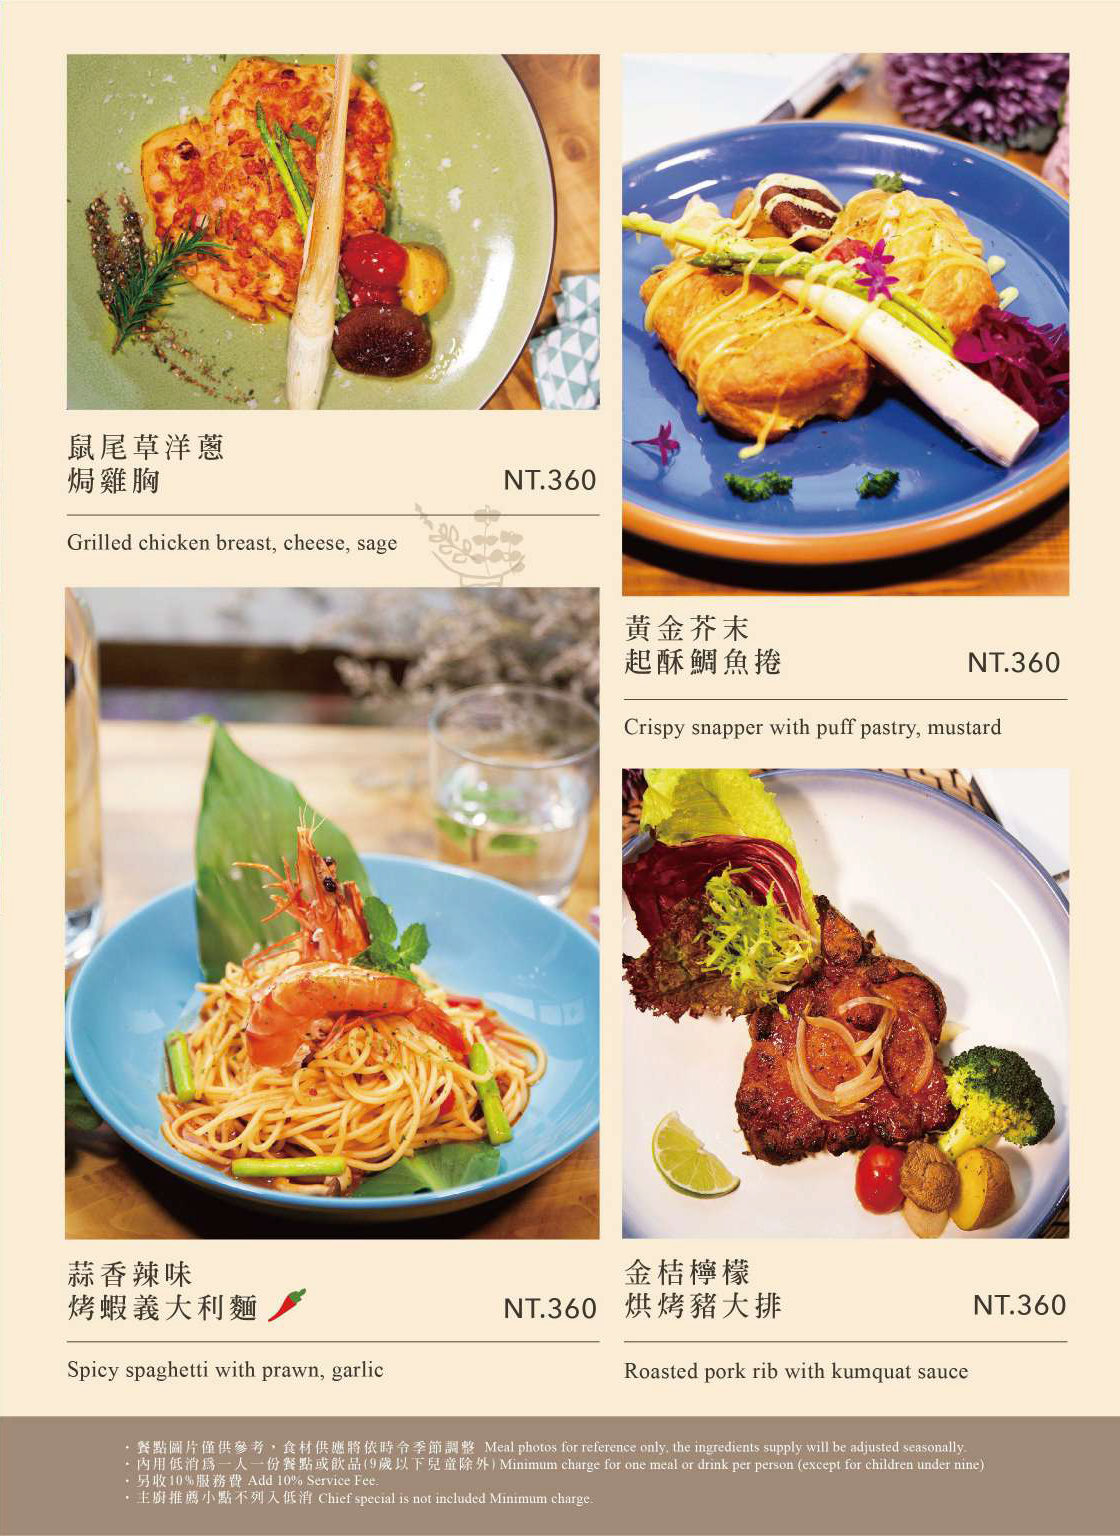 鼠尾草洋蔥
焗雞胸
NT.360
Grilled chicken breast, cheese, sage
黃金芥末
起酥鯛魚捲
NT.360
Crispy snapper with puff pastry, mustard
蒜香辣味
烤蝦義大利麵
NT.360
Spicy spaghetti with prawn, garlic
金桔檸檬
烘烤豬大排
NT.360
Roasted pork rib with kumquat sauce
・餐點圖片僅供參考，食材供應將依時令季節調整 Meal photos for reference only, the ingredients supply will be adjusted seasonally.
・內用低消為一人一份餐點或飲品(9歲以下兒童除外) Minimum charge for one meal or drink per person (except for children under nine)
・另收10%服務費 Add 10% Service Fee.
・主廚推薦小點不列入低消 Chief special is not included Minimum charge.